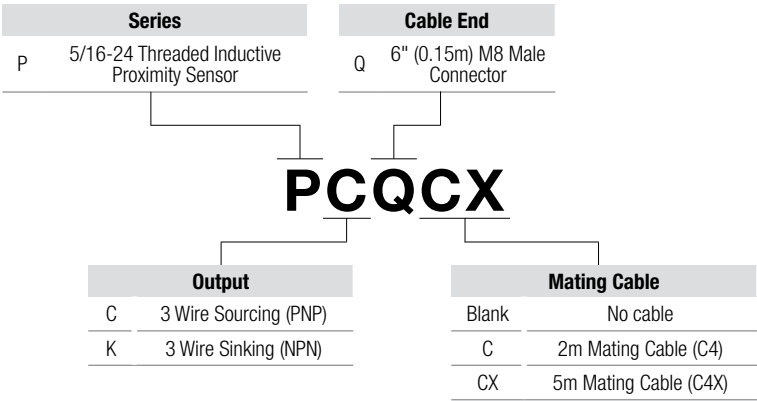 Series
P 5/16-24 Threaded Inductive
Proximity Sensor
Cable End
Q 6" (0.15m) M8 Male
Connector
PCQCX
Output
C 3 Wire Sourcing (PNP)
K 3 Wire Sinking (NPN)
Mating Cable
Blank No cable
C 2m Mating Cable (C4)
CX 5m Mating Cable (C4X)